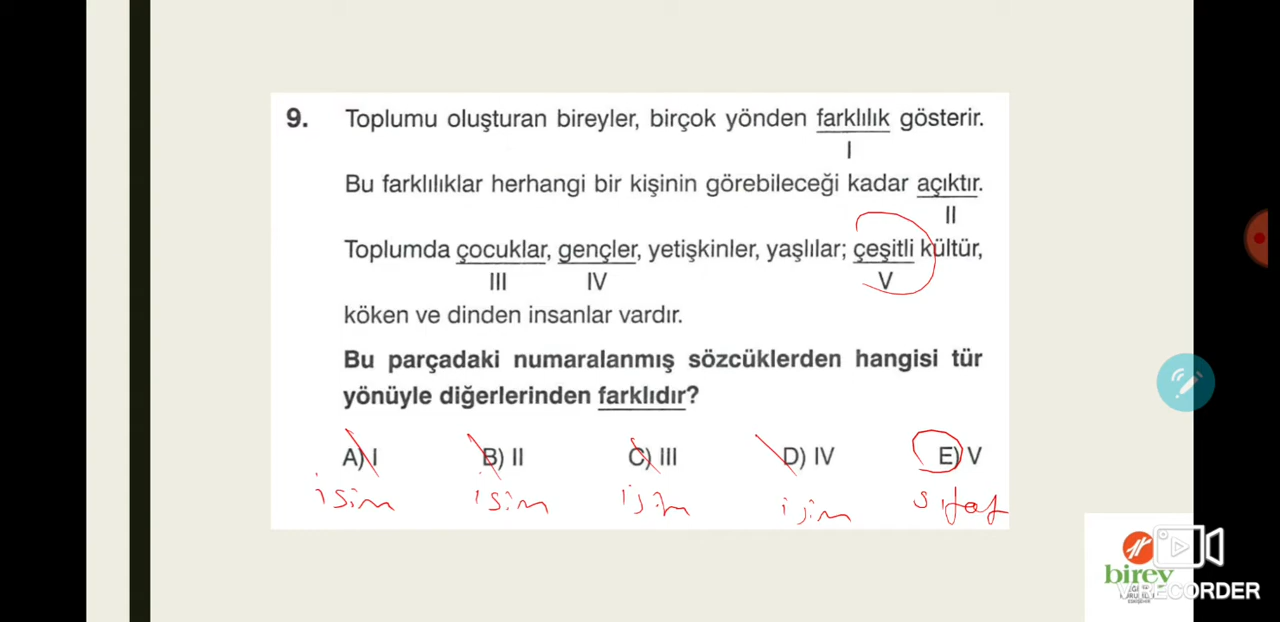 9. Toplumu oluşturan bireyler, birçok yönden farklılık gösterir.
I
Bu farklılıklar herhangi bir kişinin görebileceği kadar açıktır.
II
Toplumda çocuklar, gençler, yetişkinler, yaşlılar; çeşitli kültür,
III IV V
köken ve dinden insanlar vardır.
Bu parçadaki numaralanmış sözcüklerden hangisi tür
yönüyle diğerlerinden farklıdır?
A) I B) II C) III D) IV E) V
isim isim isim isim sıfat
birey
RECORDER